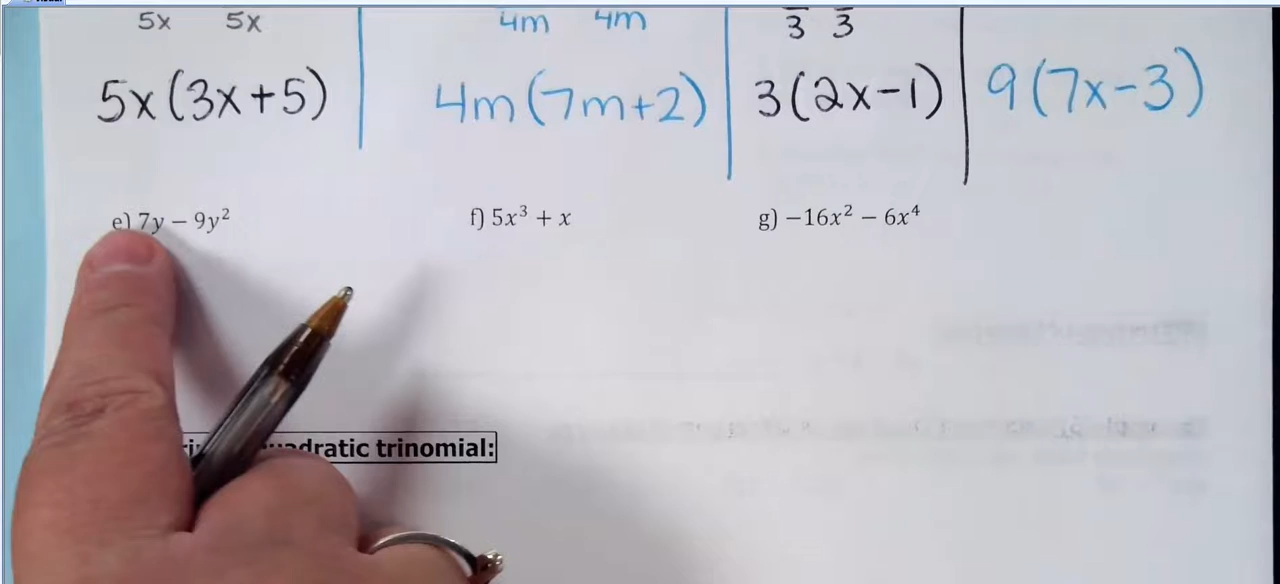 5x 5x 4m 4m 3 3
5x(3x+5) 4m(7m+2) 3(2x-1) 9(7x-3)
e) 7y − 9y² f) 5x³ + x g) −16x² − 6x⁴
quadratic trinomial: